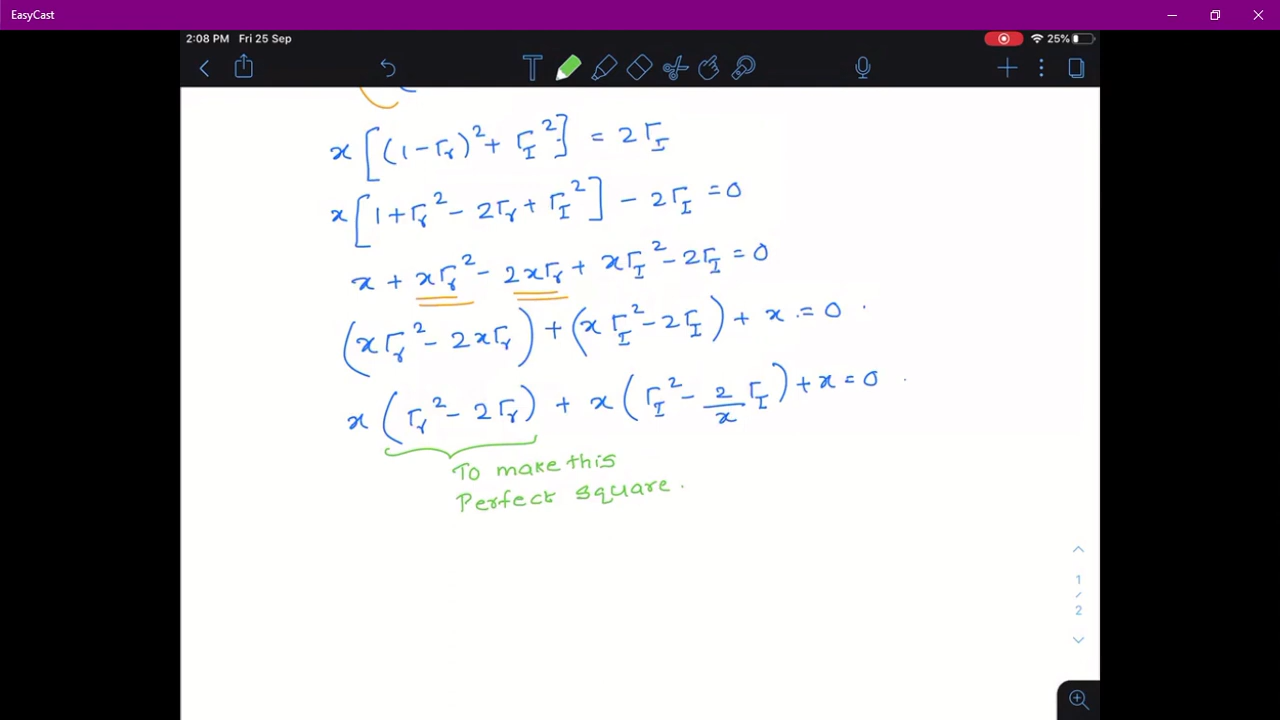 EasyCast
2:08 PM Fri 25 Sep
25%
T
x[(1-Γr)²+ ΓI²] = 2ΓI
x[1+Γr² - 2Γr + ΓI²] - 2ΓI = 0
x + xΓr² - 2xΓr + xΓI² - 2ΓI = 0
(xΓr² - 2xΓr) + (xΓI² - 2ΓI) + x = 0
x(Γr² - 2Γr) + x(ΓI² - 2/x ΓI) + x = 0
To make this
Perfect square.
1
/
2